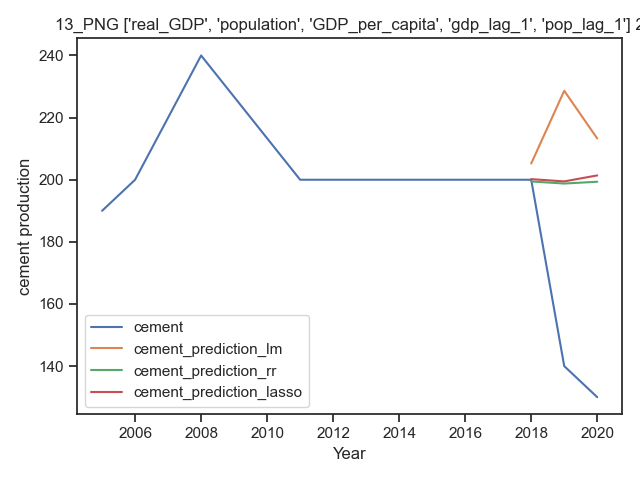 13_PNG ['real_GDP', 'population', 'GDP_per_capita', 'gdp_lag_1', 'pop_lag_1'] 2
240
220
200
180
160
140
cement production
cement
cement_prediction_lm
cement_prediction_rr
cement_prediction_lasso
2006 2008 2010 2012 2014 2016 2018 2020
Year